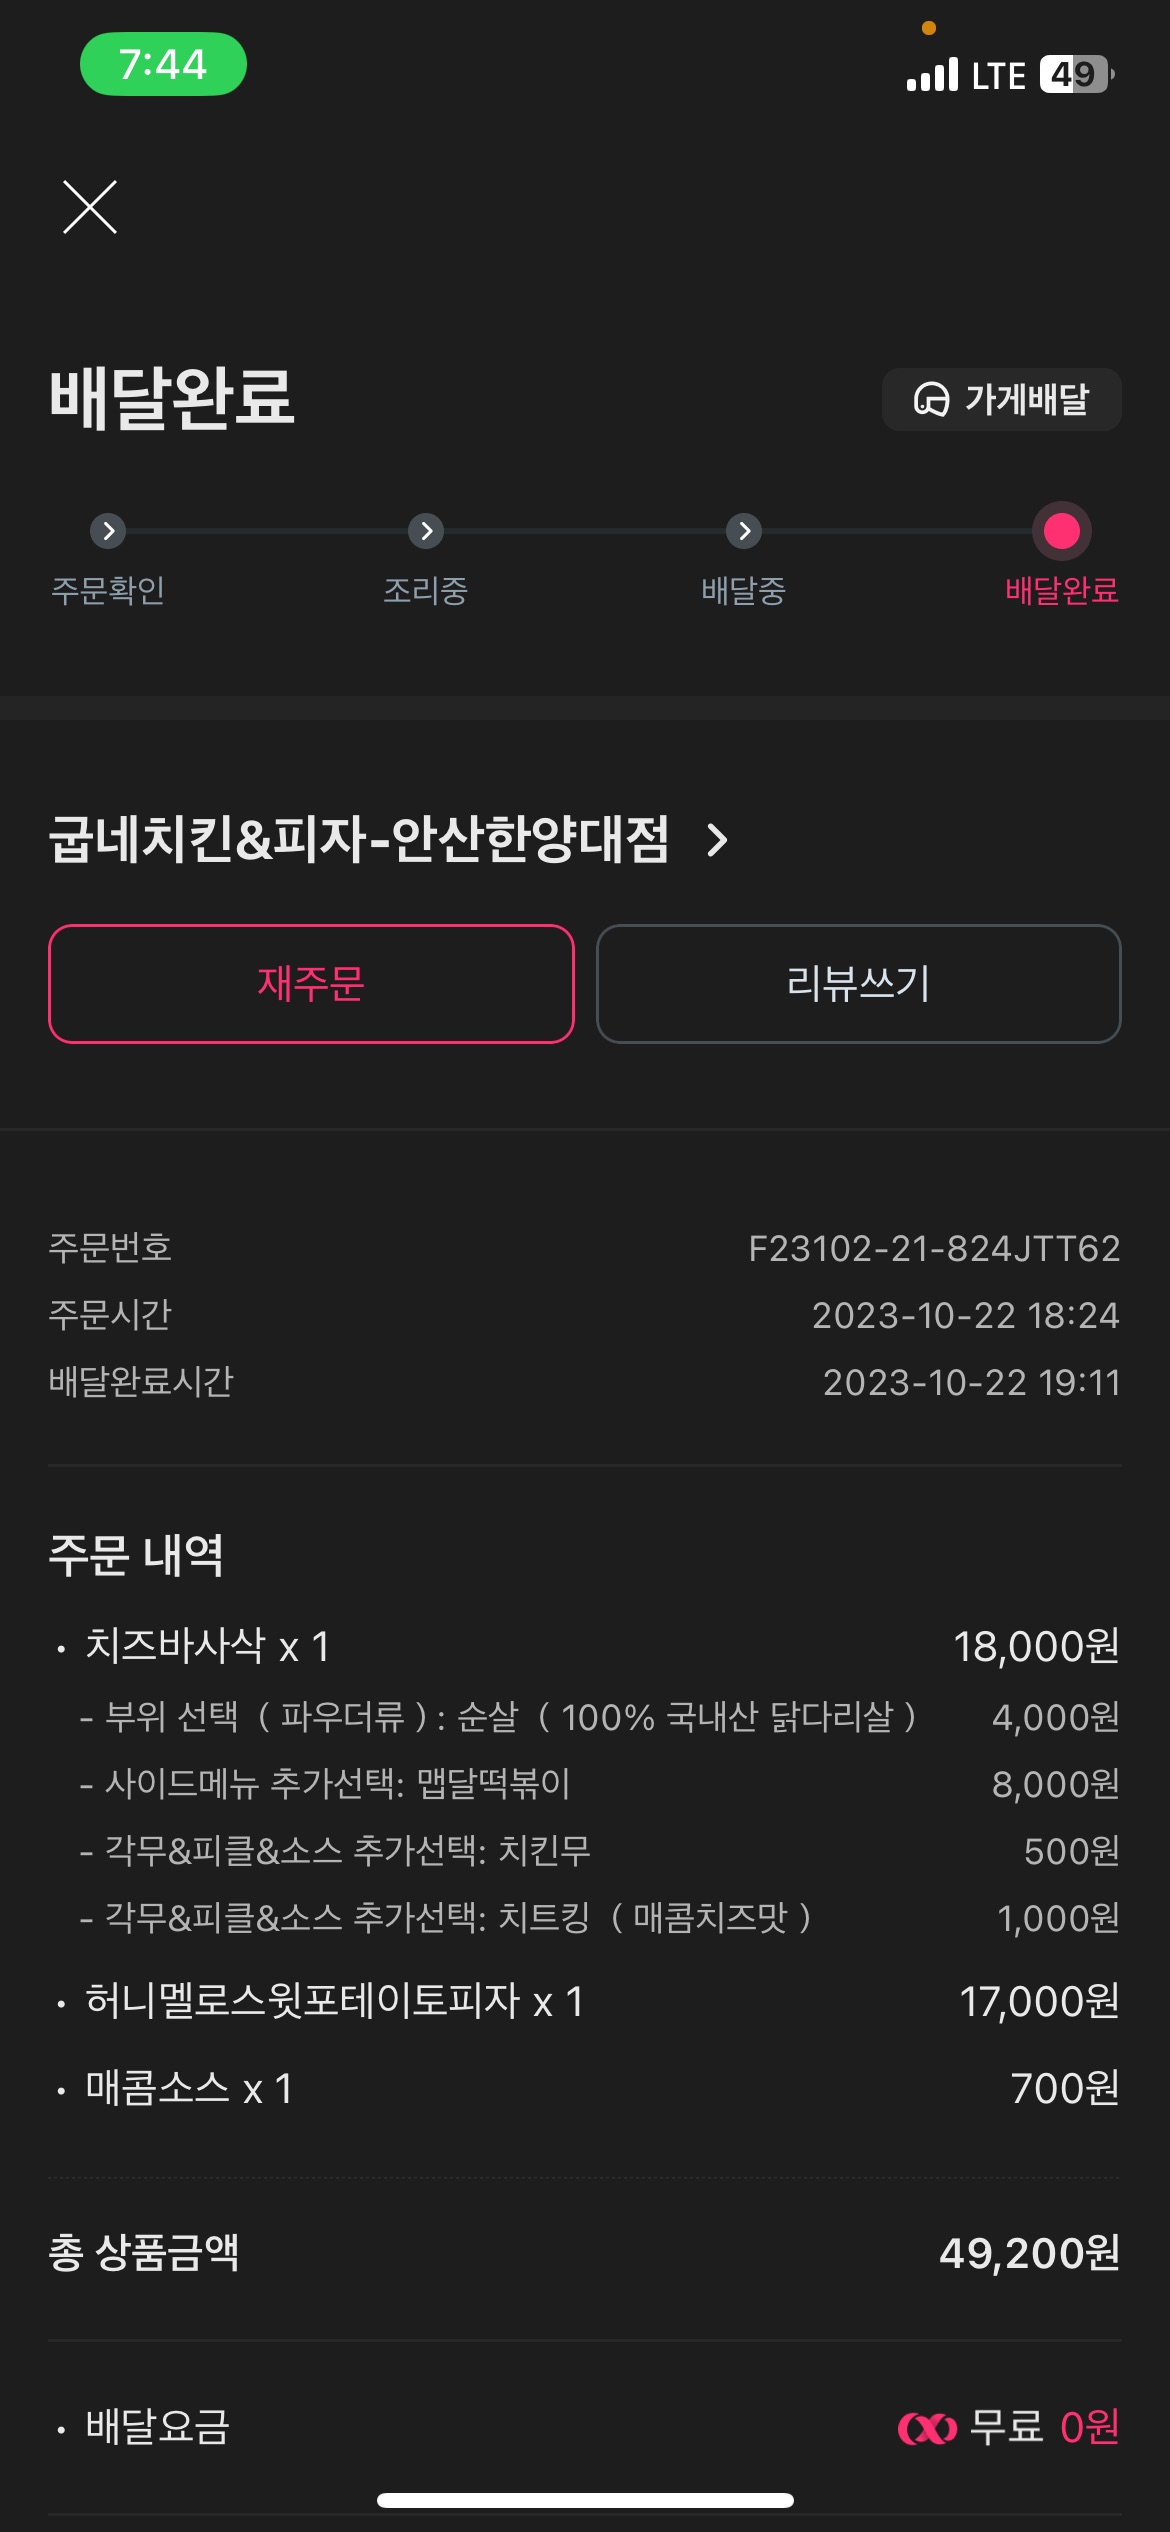 7:44
LTE 49
배달완료
가게배달
주문확인 조리중 배달중 배달완료
굽네치킨&피자-안산한양대점
재주문 리뷰쓰기
주문번호 F23102-21-824JTT62
주문시간 2023-10-22 18:24
배달완료시간 2023-10-22 19:11
주문 내역
· 치즈바사삭 x 1 18,000원
- 부위 선택 ( 파우더류 ) : 순살 ( 100% 국내산 닭다리살 ) 4,000원
- 사이드메뉴 추가선택: 맵달떡볶이 8,000원
- 각무&피클&소스 추가선택: 치킨무 500원
- 각무&피클&소스 추가선택: 치트킹 ( 매콤치즈맛 ) 1,000원
· 허니멜로스윗포테이토피자 x 1 17,000원
· 매콤소스 x 1 700원
총 상품금액 49,200원
· 배달요금 무료 0원